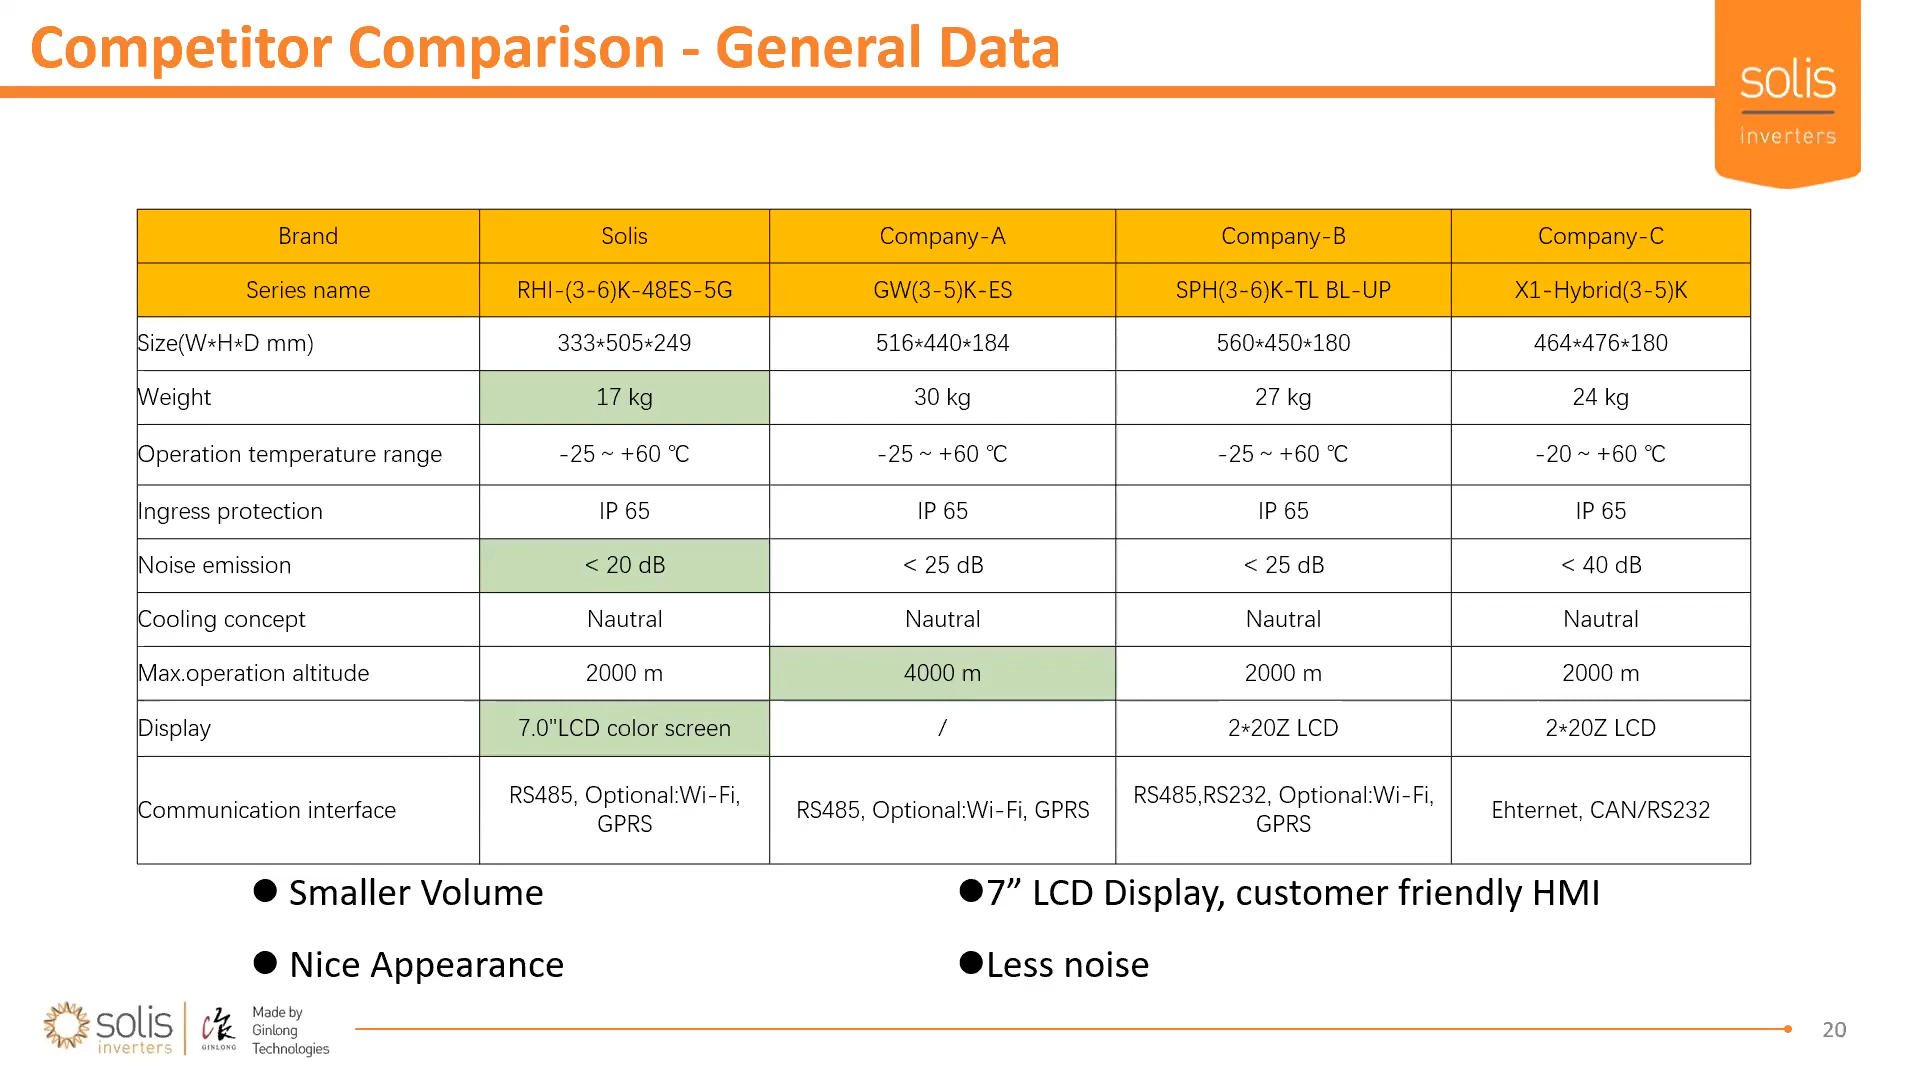 Competitor Comparison - General Data
solis
inverters
Brand Solis Company-A Company-B Company-C
Series name RHI-(3-6)K-48ES-5G GW(3-5)K-ES SPH(3-6)K-TL BL-UP X1-Hybrid(3-5)K
Size(W*H*D mm) 333*505*249 516*440*184 560*450*180 464*476*180
Weight 17 kg 30 kg 27 kg 24 kg
Operation temperature range -25 ~ +60 ℃ -25 ~ +60 ℃ -25 ~ +60 ℃ -20 ~ +60 ℃
Ingress protection IP 65 IP 65 IP 65 IP 65
Noise emission < 20 dB < 25 dB < 25 dB < 40 dB
Cooling concept Nautral Nautral Nautral Nautral
Max.operation altitude 2000 m 4000 m 2000 m 2000 m
Display 7.0"LCD color screen / 2*20Z LCD 2*20Z LCD
Communication interface RS485, Optional:Wi-Fi, GPRS RS485, Optional:Wi-Fi, GPRS RS485,RS232, Optional:Wi-Fi, GPRS Ehternet, CAN/RS232
● Smaller Volume
●7” LCD Display, customer friendly HMI
● Nice Appearance
●Less noise
solis
inverters
GINLONG
Made by
Ginlong
Technologies
20